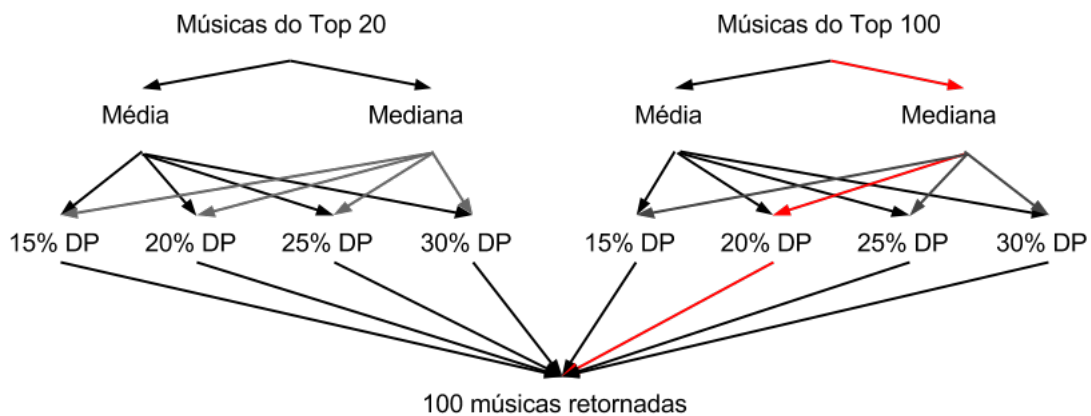 Músicas do Top 20 Músicas do Top 100
Média Mediana Média Mediana
15% DP 20% DP 25% DP 30% DP 15% DP 20% DP 25% DP 30% DP
100 músicas retornadas